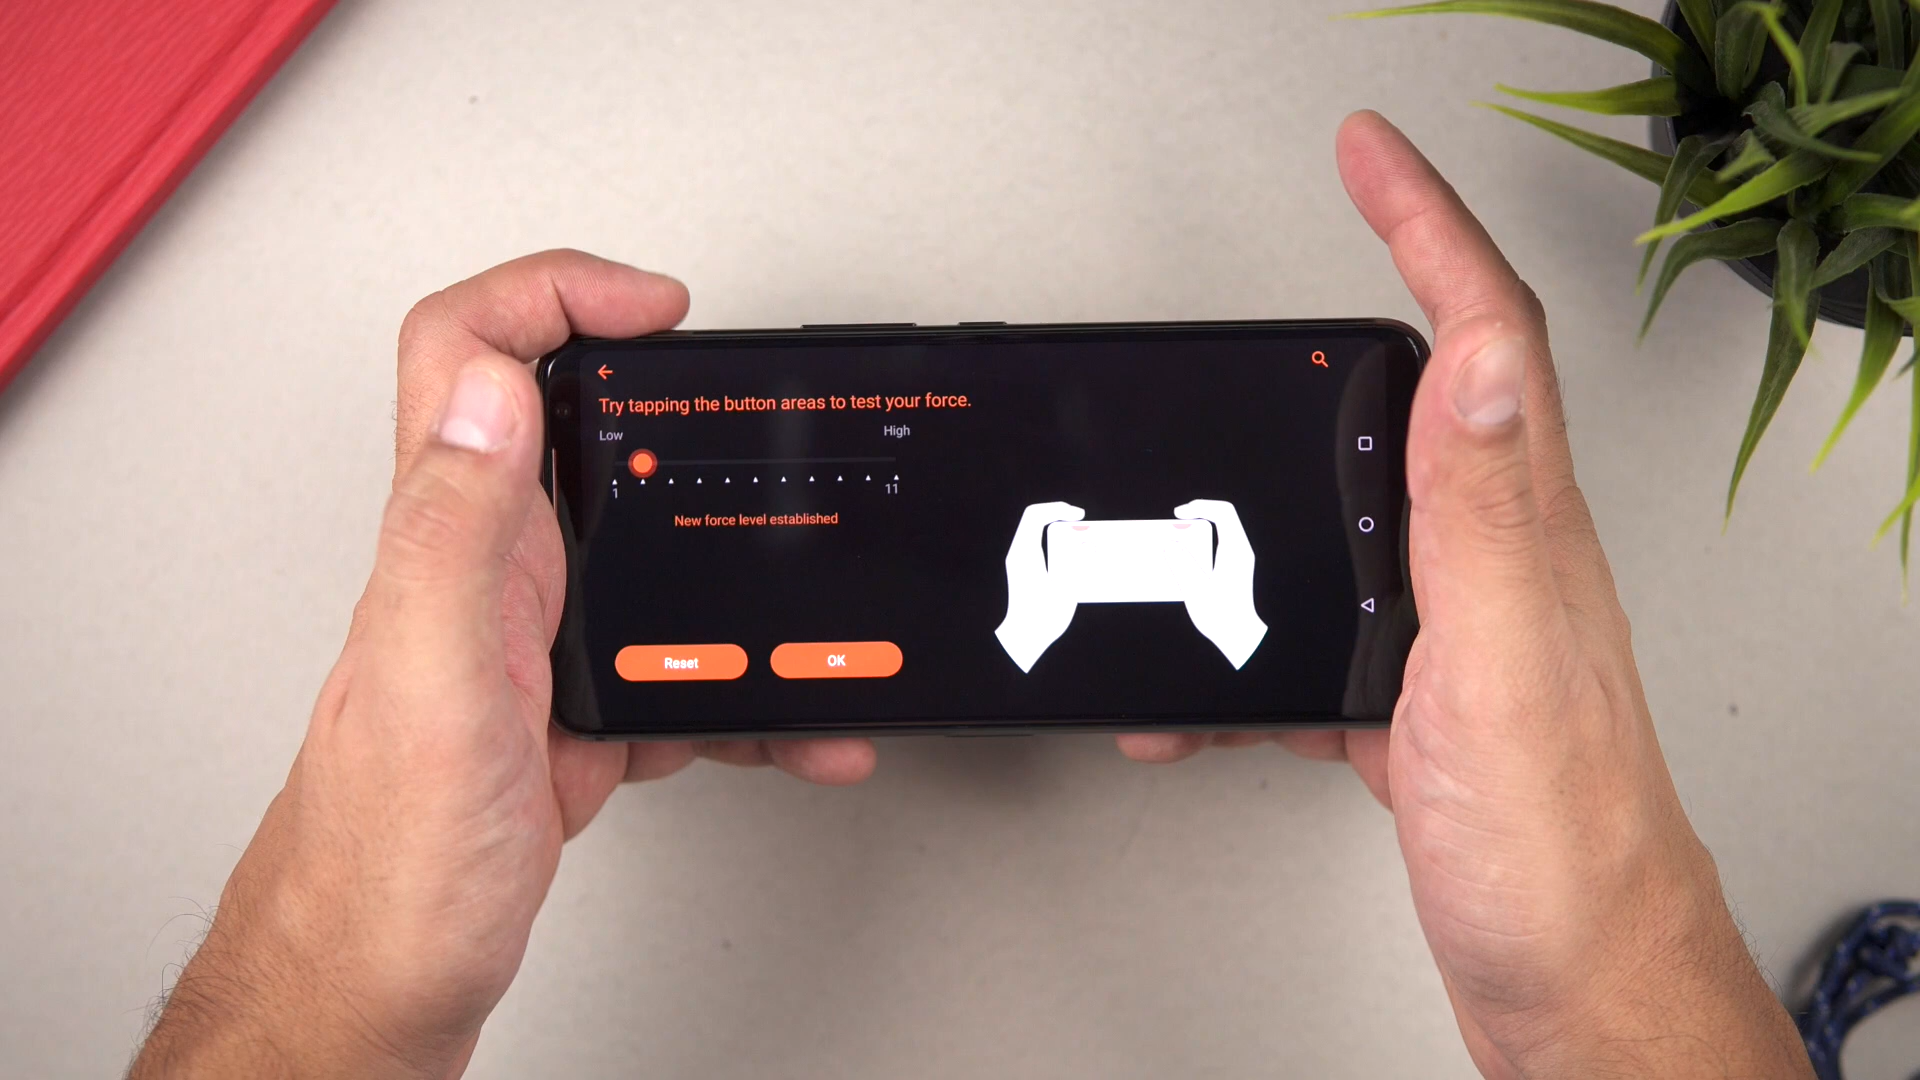 Try tapping the button areas to test your force.
Low High
1 11
New force level established
Reset OK